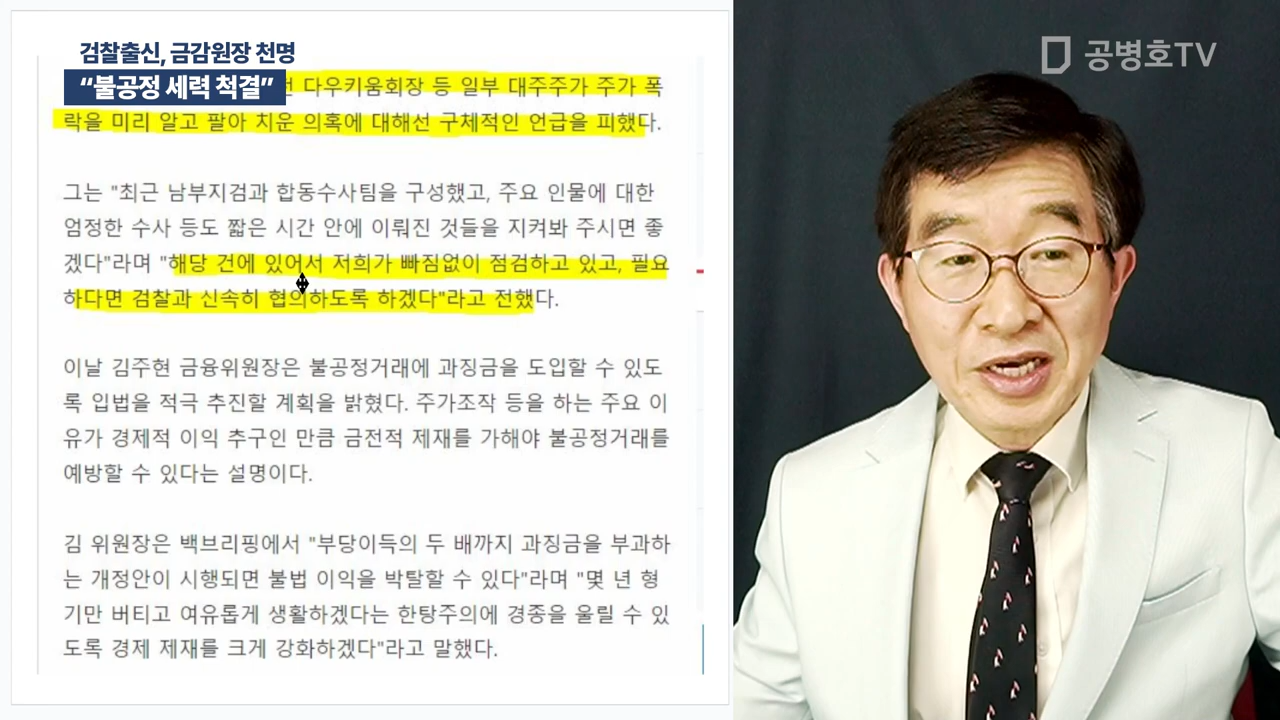 검찰출신, 금감원장 천명
“불공정 세력 척결”
공병호TV
다우키움회장 등 일부 대주주가 주가 폭
락을 미리 알고 팔아 치운 의혹에 대해선 구체적인 언급을 피했다.
그는 "최근 남부지검과 합동수사팀을 구성했고, 주요 인물에 대한
엄정한 수사 등도 짧은 시간 안에 이뤄진 것들을 지켜봐 주시면 좋
겠다"라며 "해당 건에 있어서 저희가 빠짐없이 점검하고 있고, 필요
하다면 검찰과 신속히 협의하도록 하겠다"라고 전했다.
이날 김주현 금융위원장은 불공정거래에 과징금을 도입할 수 있도
록 입법을 적극 추진할 계획을 밝혔다. 주가조작 등을 하는 주요 이
유가 경제적 이익 추구인 만큼 금전적 제재를 가해야 불공정거래를
예방할 수 있다는 설명이다.
김 위원장은 백브리핑에서 "부당이득의 두 배까지 과징금을 부과하
는 개정안이 시행되면 불법 이익을 박탈할 수 있다"라며 "몇 년 형
기만 버티고 여유롭게 생활하겠다는 한탕주의에 경종을 울릴 수 있
도록 경제 제재를 크게 강화하겠다"라고 말했다.